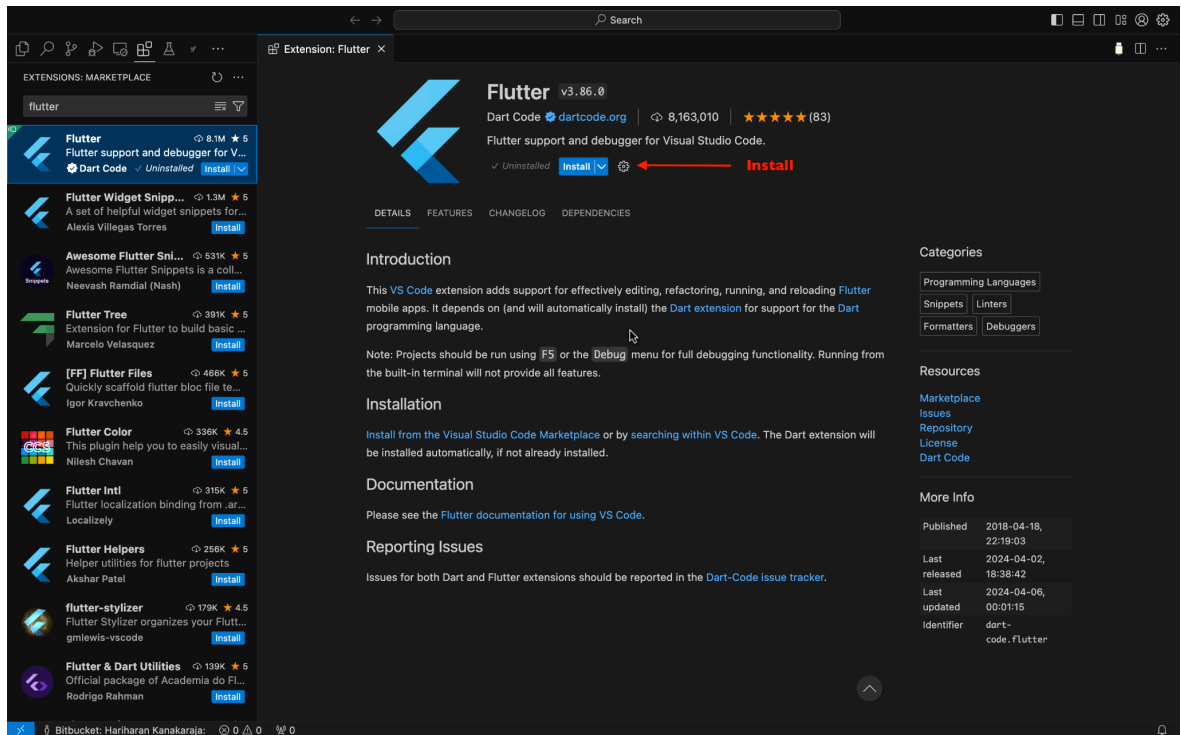 Search
Extension: Flutter
EXTENSIONS: MARKETPLACE
flutter
Flutter 8.1M ★ 5
Flutter support and debugger for V...
Dart Code ✓ Uninstalled Install
Flutter Widget Snipp... 1.3M ★ 5
A set of helpful widget snippets for...
Alexis Villegas Torres Install
Awesome Flutter Sni... 531K ★ 5
Awesome Flutter Snippets is a coll...
Neevash Ramdial (Nash) Install
Snippets
Flutter Tree 391K ★ 5
Extension for Flutter to build basic ...
Marcelo Velasquez Install
[FF] Flutter Files 466K ★ 5
Quickly scaffold flutter bloc file te...
Igor Kravchenko Install
Flutter Color 336K ★ 4.5
This plugin help you to easily visual...
Nilesh Chavan Install
Flutter Intl 315K ★ 5
Flutter localization binding from .ar...
Localizely Install
Flutter Helpers 256K ★ 5
Helper utilities for flutter projects
Akshar Patel Install
flutter-stylizer 179K ★ 4.5
Flutter Stylizer organizes your Flutt...
gmlewis-vscode Install
Flutter & Dart Utilities 139K ★ 5
Official package of Academia do Fl...
Rodrigo Rahman Install
Flutter v3.86.0
Dart Code dartcode.org 8,163,010 ★★★★★(83)
Flutter support and debugger for Visual Studio Code.
✓ Uninstalled Install Install
DETAILS FEATURES CHANGELOG DEPENDENCIES
Introduction
This VS Code extension adds support for effectively editing, refactoring, running, and reloading Flutter
mobile apps. It depends on (and will automatically install) the Dart extension for support for the Dart
programming language.
Note: Projects should be run using F5 or the Debug menu for full debugging functionality. Running from
the built-in terminal will not provide all features.
Installation
Install from the Visual Studio Code Marketplace or by searching within VS Code. The Dart extension will
be installed automatically, if not already installed.
Documentation
Please see the Flutter documentation for using VS Code.
Reporting Issues
Issues for both Dart and Flutter extensions should be reported in the Dart-Code issue tracker.
Categories
Programming Languages
Snippets Linters
Formatters Debuggers
Resources
Marketplace
Issues
Repository
License
Dart Code
More Info
Published 2018-04-18,
22:19:03
Last 2024-04-02,
released 18:38:42
Last 2024-04-06,
updated 00:01:15
Identifier dart-
code.flutter
Bitbucket: Hariharan Kanakaraja: 0 0 0